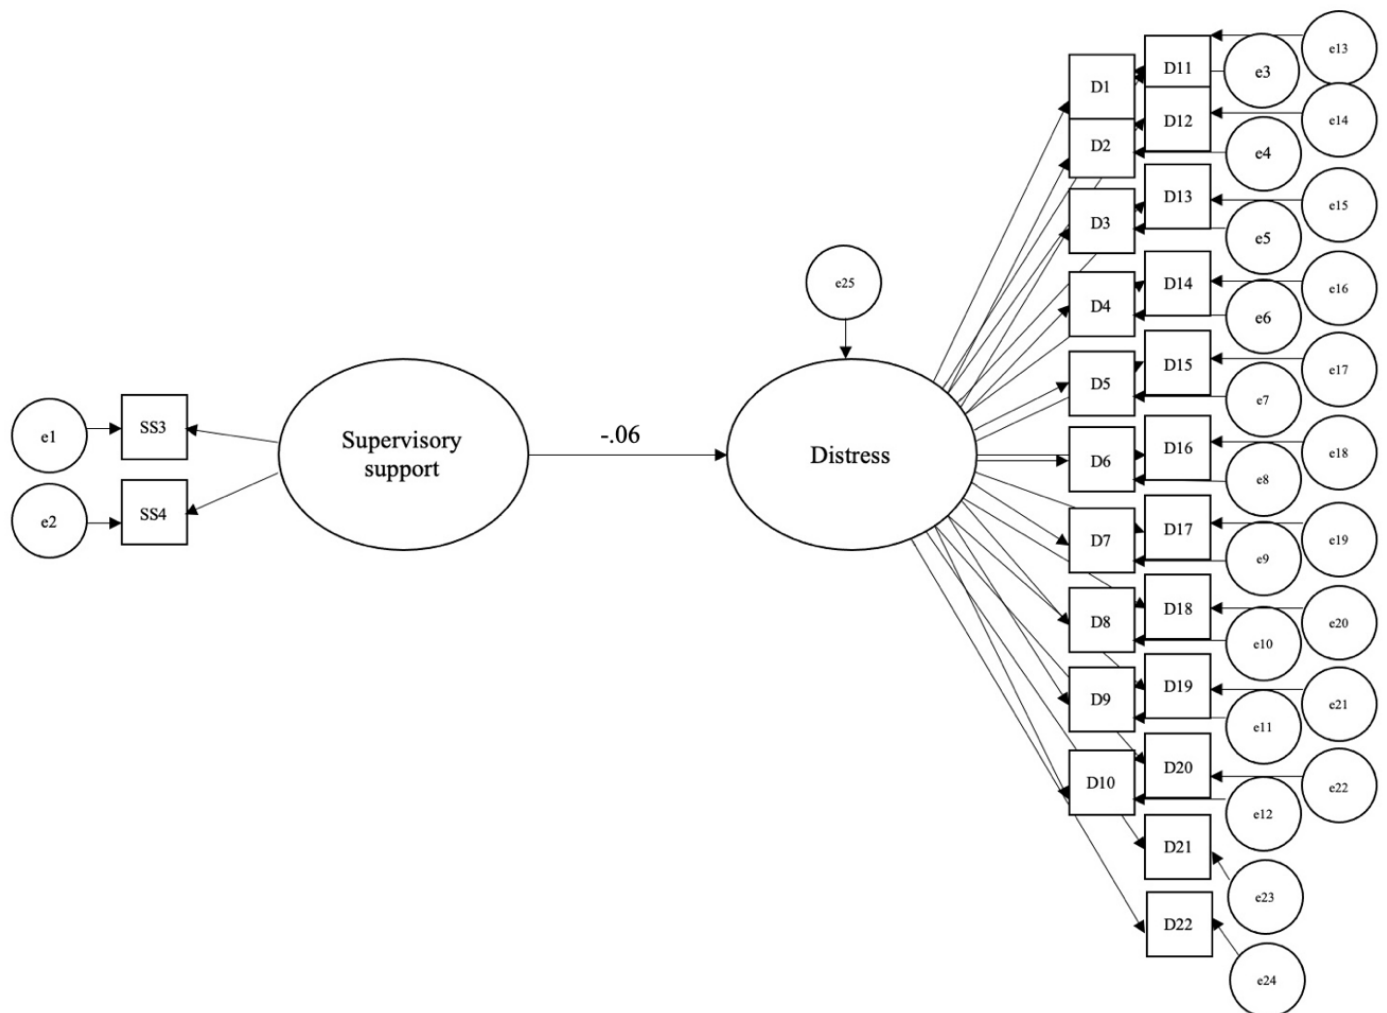 e13
D11
e3
D1
e14
D12
D2
e4
D13
e15
D3
e5
e25
D14
e16
D4
e6
D15
e17
D5
e7
SS3
e1
-.06
Supervisory
support
Distress
D16
e18
D6
e8
SS4
e2
D17
e19
D7
e9
D18
e20
D8
e10
D19
e21
D9
e11
D20
e22
D10
e12
D21
e23
D22
e24